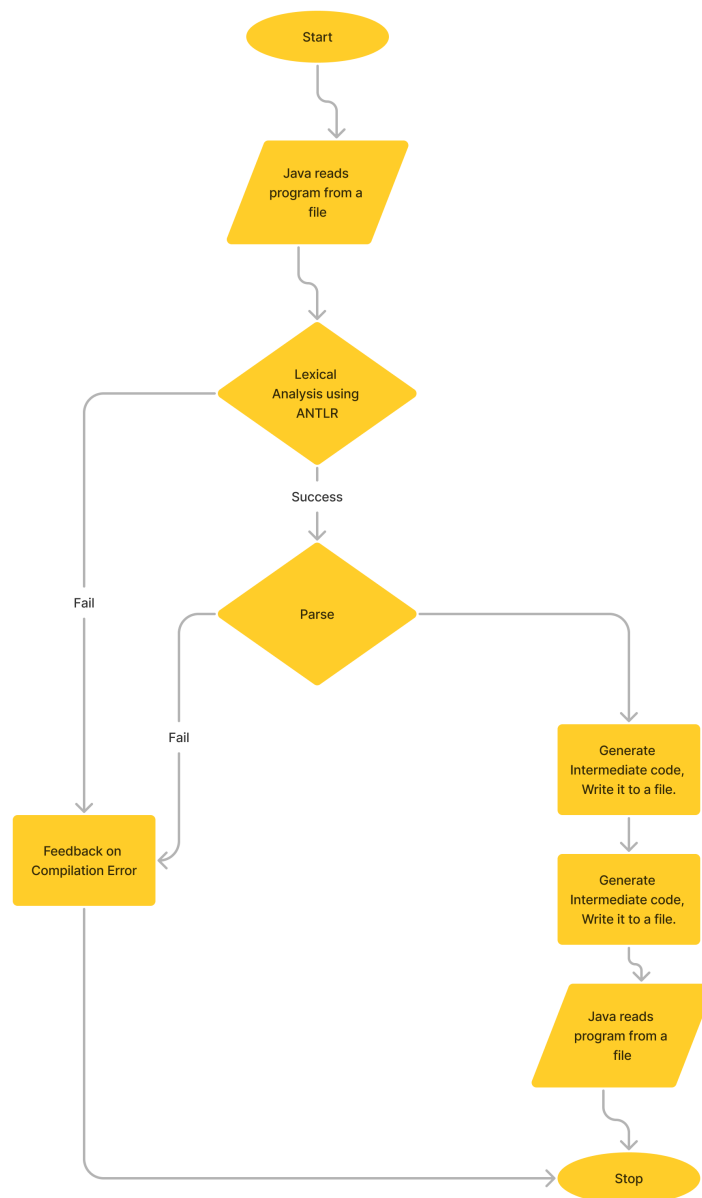 Start
Java reads
program from a
file
Lexical
Analysis using
ANTLR
Success
Parse
Fail
Fail
Generate
Intermediate code,
Write it to a file.
Feedback on
Compilation Error
Generate
Intermediate code,
Write it to a file.
Java reads
program from a
file
Stop